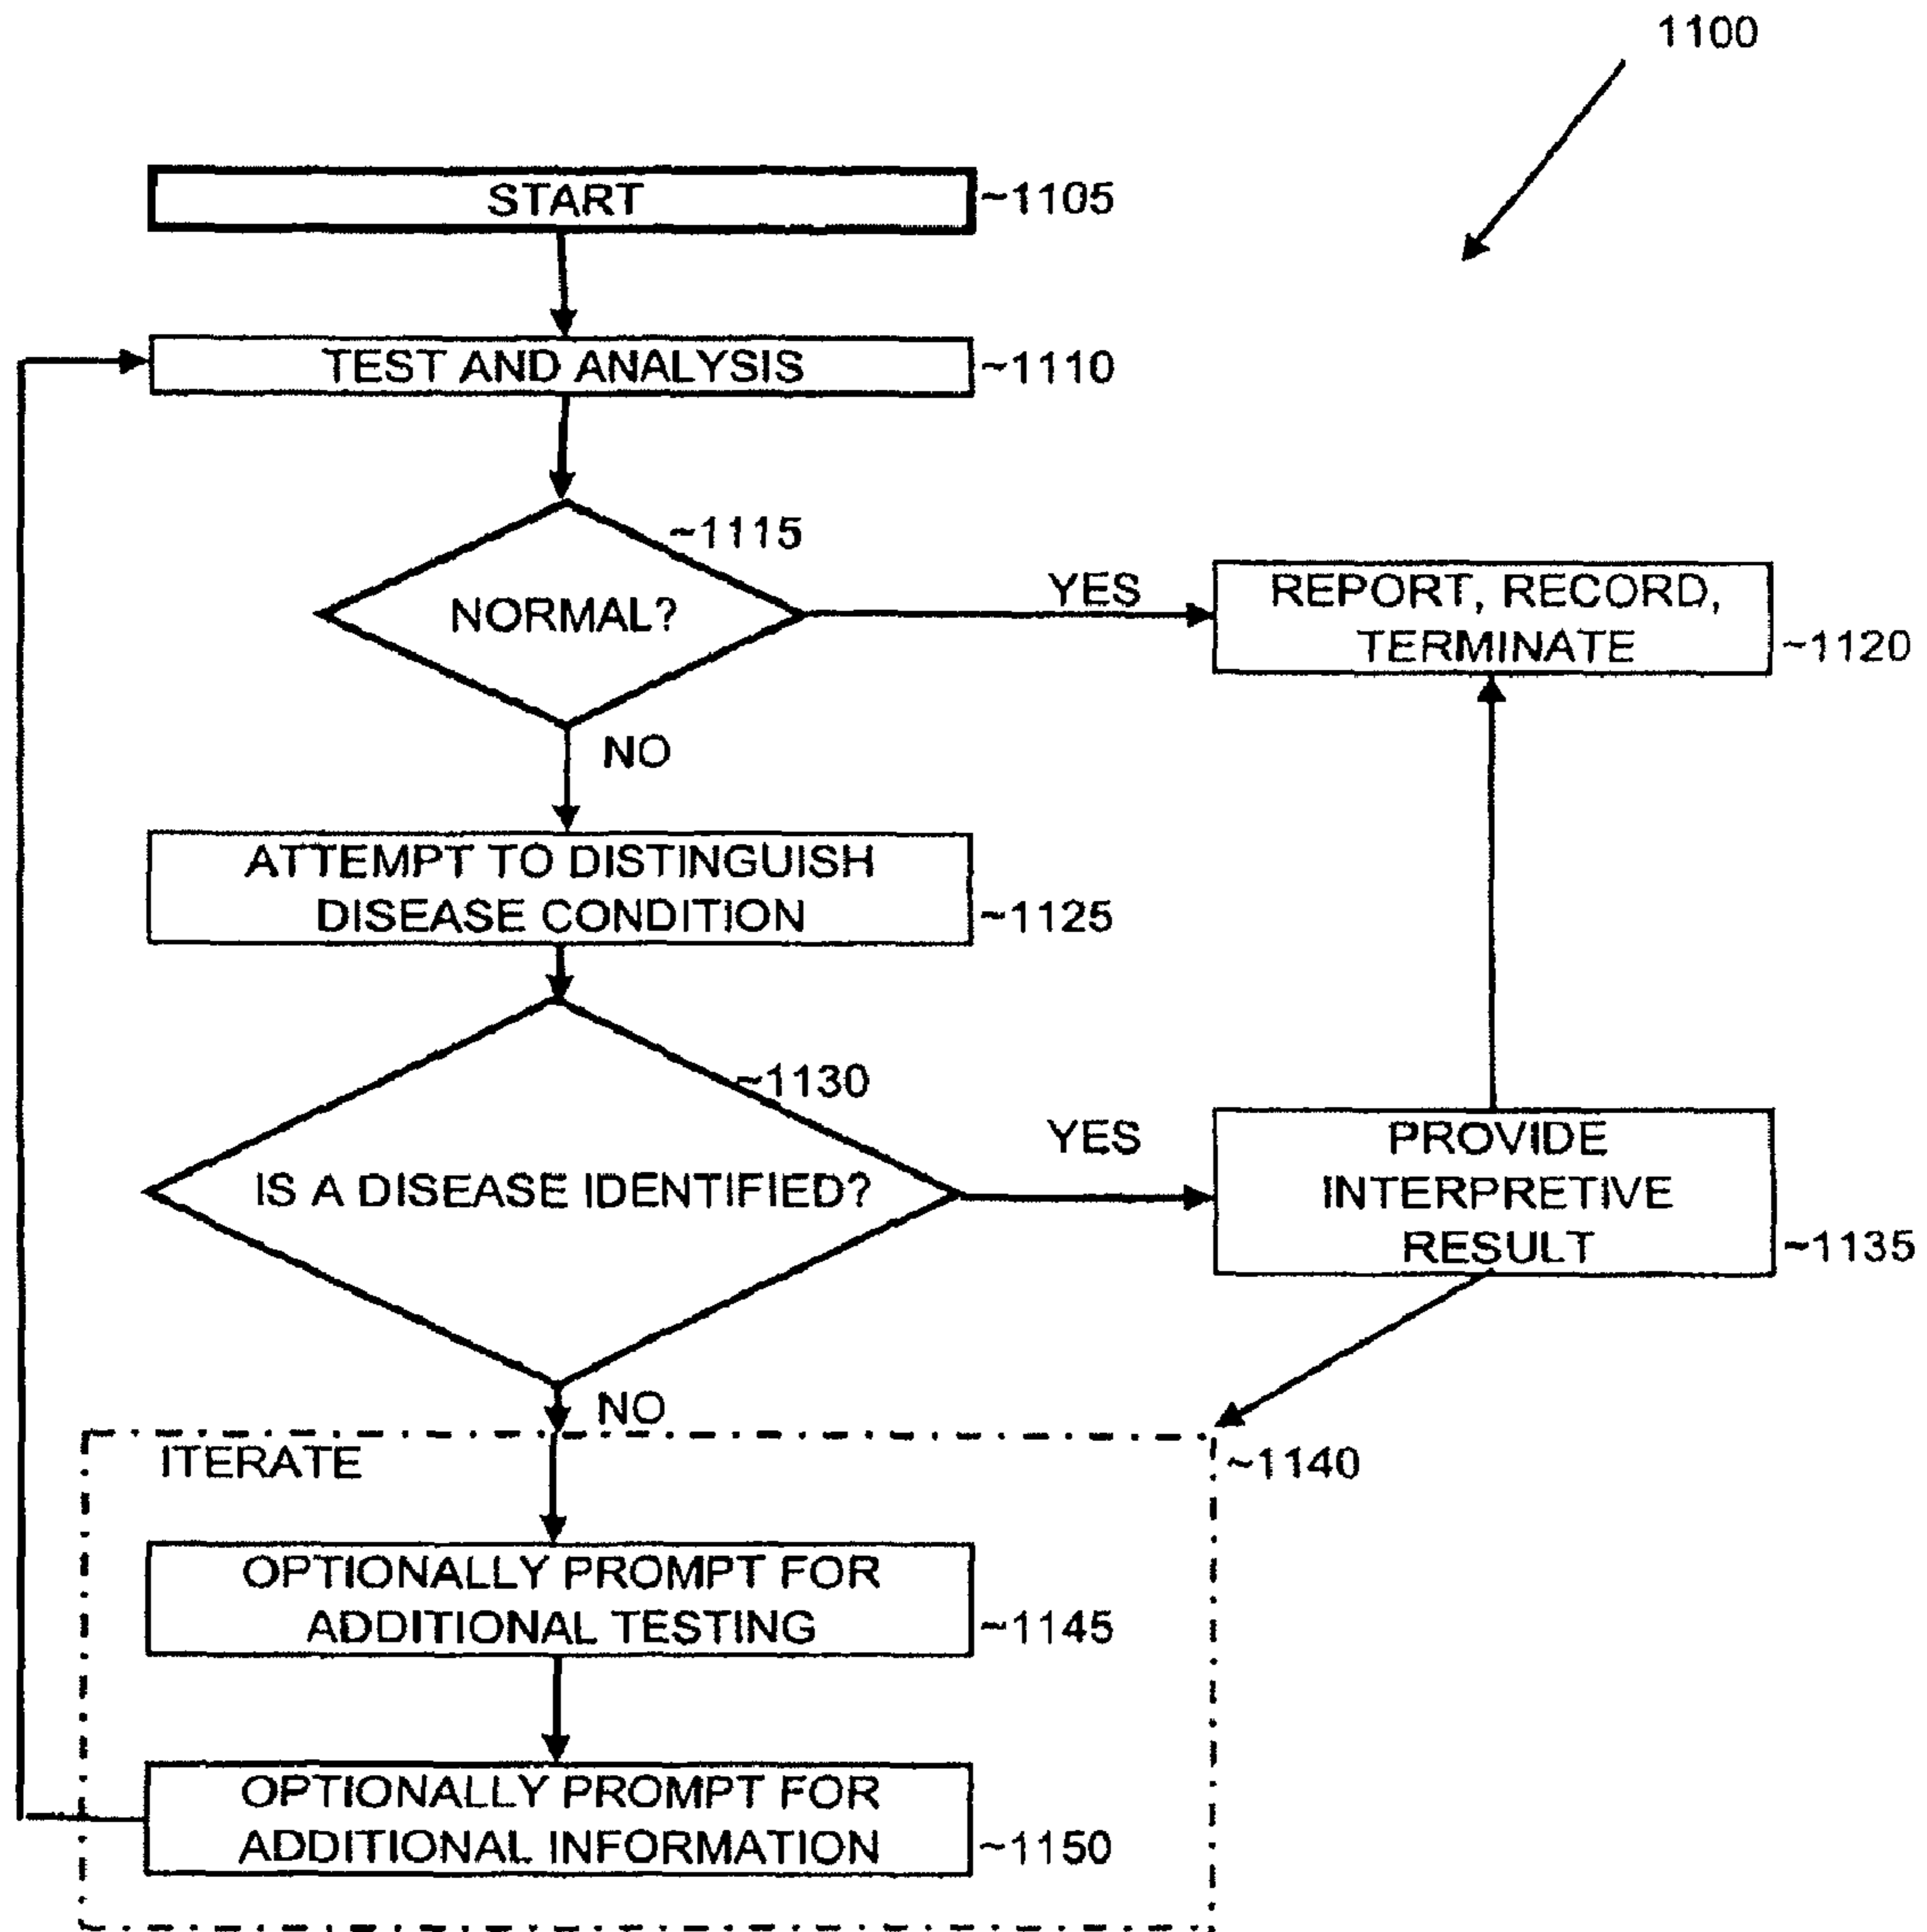 1100
START
~1105
TEST AND ANALYSIS
~1110
~1115
NORMAL?
YES
REPORT, RECORD,
TERMINATE
~1120
NO
ATTEMPT TO DISTINGUISH
DISEASE CONDITION
~1125
~1130
IS A DISEASE IDENTIFIED?
YES
PROVIDE
INTERPRETIVE
RESULT
~1135
NO
ITERATE
~1140
OPTIONALLY PROMPT FOR
ADDITIONAL TESTING
~1145
OPTIONALLY PROMPT FOR
ADDITIONAL INFORMATION
~1150